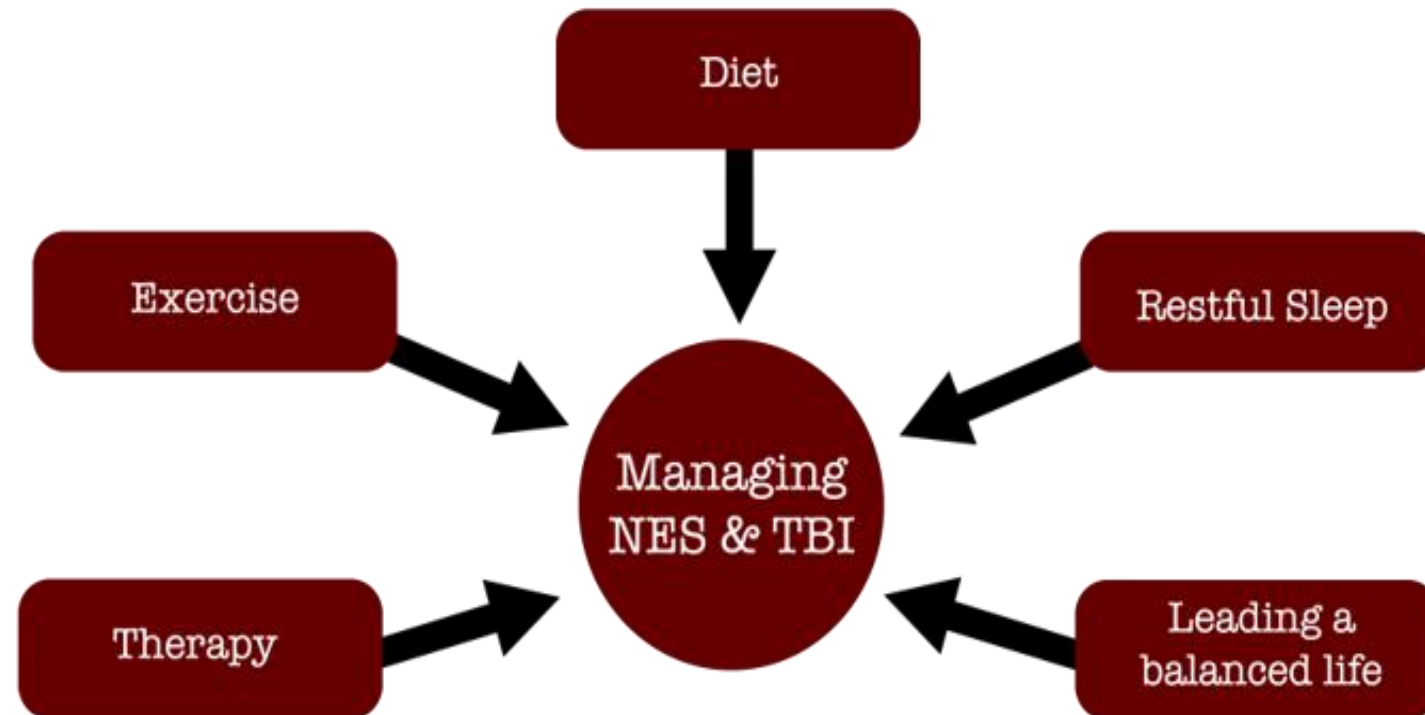 Diet
Exercise
Restful Sleep
Managing
NES & TBI
Therapy
Leading a
balanced life